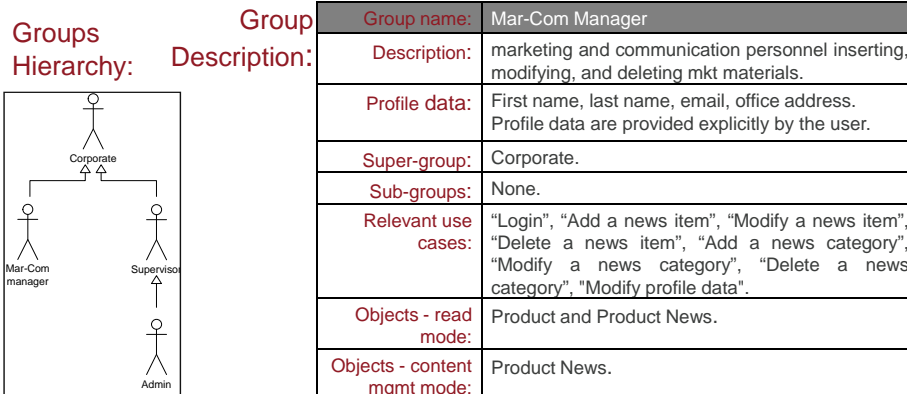 Groups
Hierarchy:
Corporate
Mar-Com
manager
Supervisor
Admin
Group
Description:
Group name: Mar-Com Manager
Description: marketing and communication personnel inserting,
modifying, and deleting mkt materials.
Profile data: First name, last name, email, office address.
Profile data are provided explicitly by the user.
Super-group: Corporate.
Sub-groups: None.
Relevant use
cases:
“Login”, “Add a news item”, “Modify a news item”,
“Delete a news item”, “Add a news category”,
“Modify a news category”, “Delete a news
category”, "Modify profile data".
Objects - read
mode:
Product and Product News.
Objects - content
mgmt mode:
Product News.